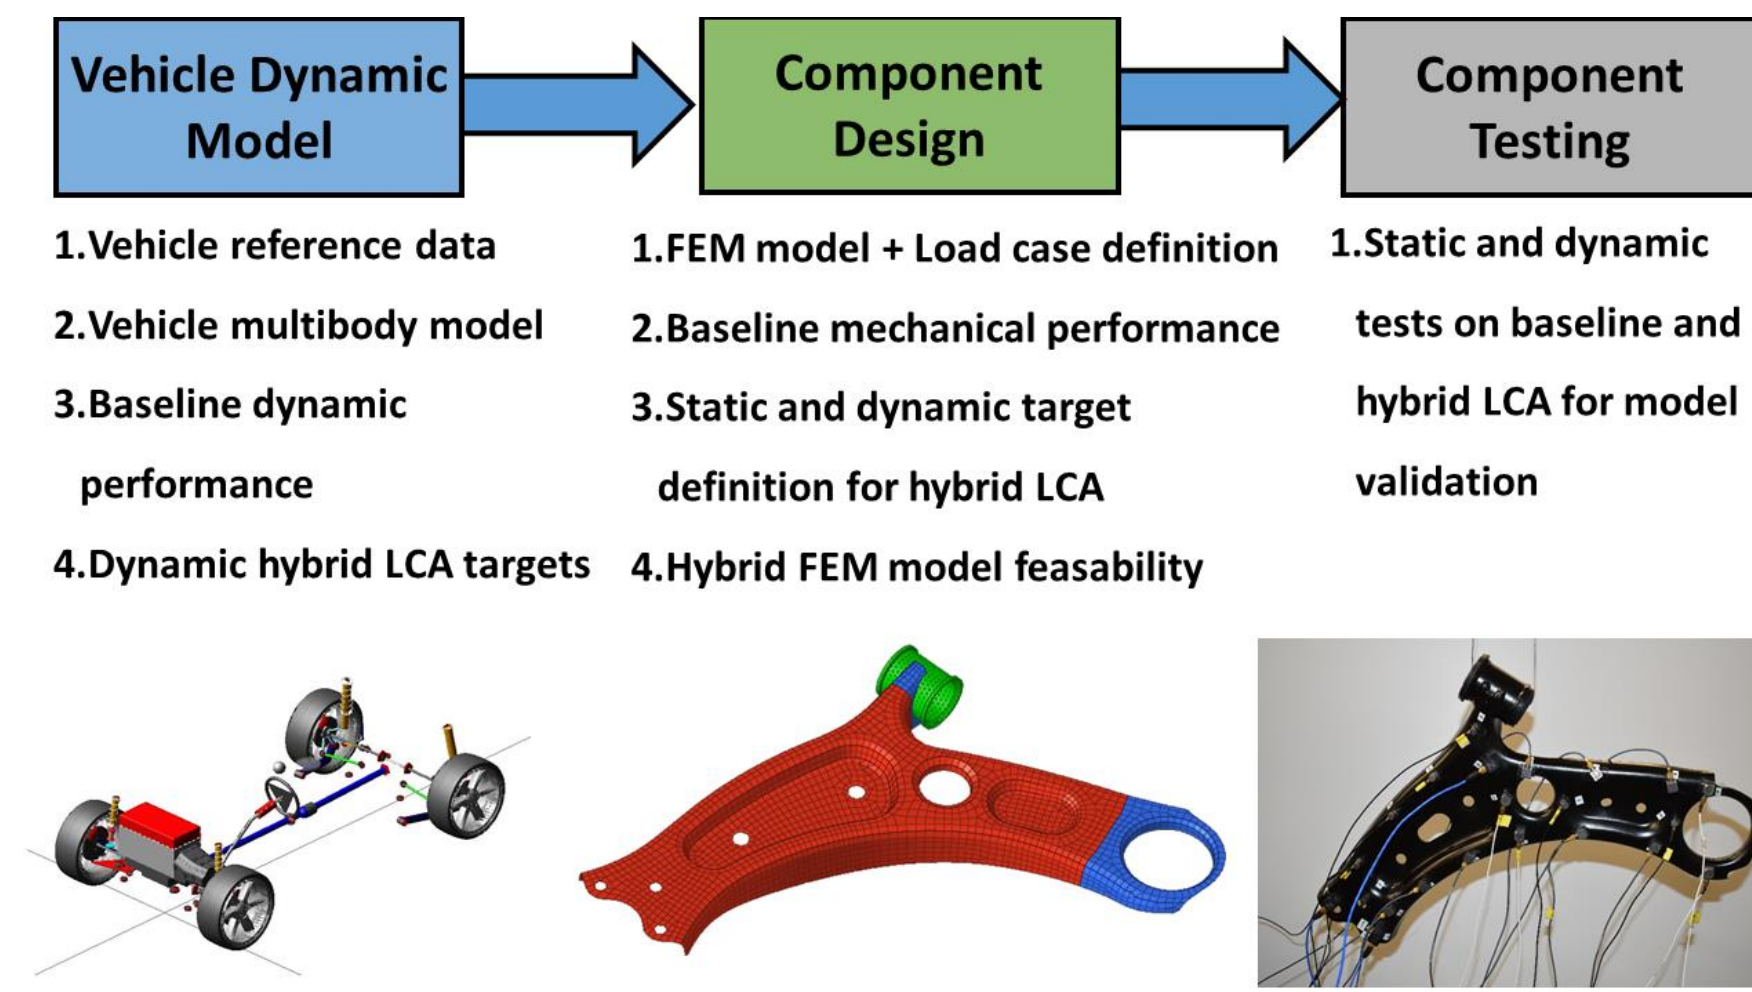 Vehicle Dynamic
Model
Component
Design
Component
Testing
1.Vehicle reference data
2.Vehicle multibody model
3.Baseline dynamic
performance
4.Dynamic hybrid LCA targets
1.FEM model + Load case definition
2.Baseline mechanical performance
3.Static and dynamic target
definition for hybrid LCA
4.Hybrid FEM model feasability
1.Static and dynamic
tests on baseline and
hybrid LCA for model
validation